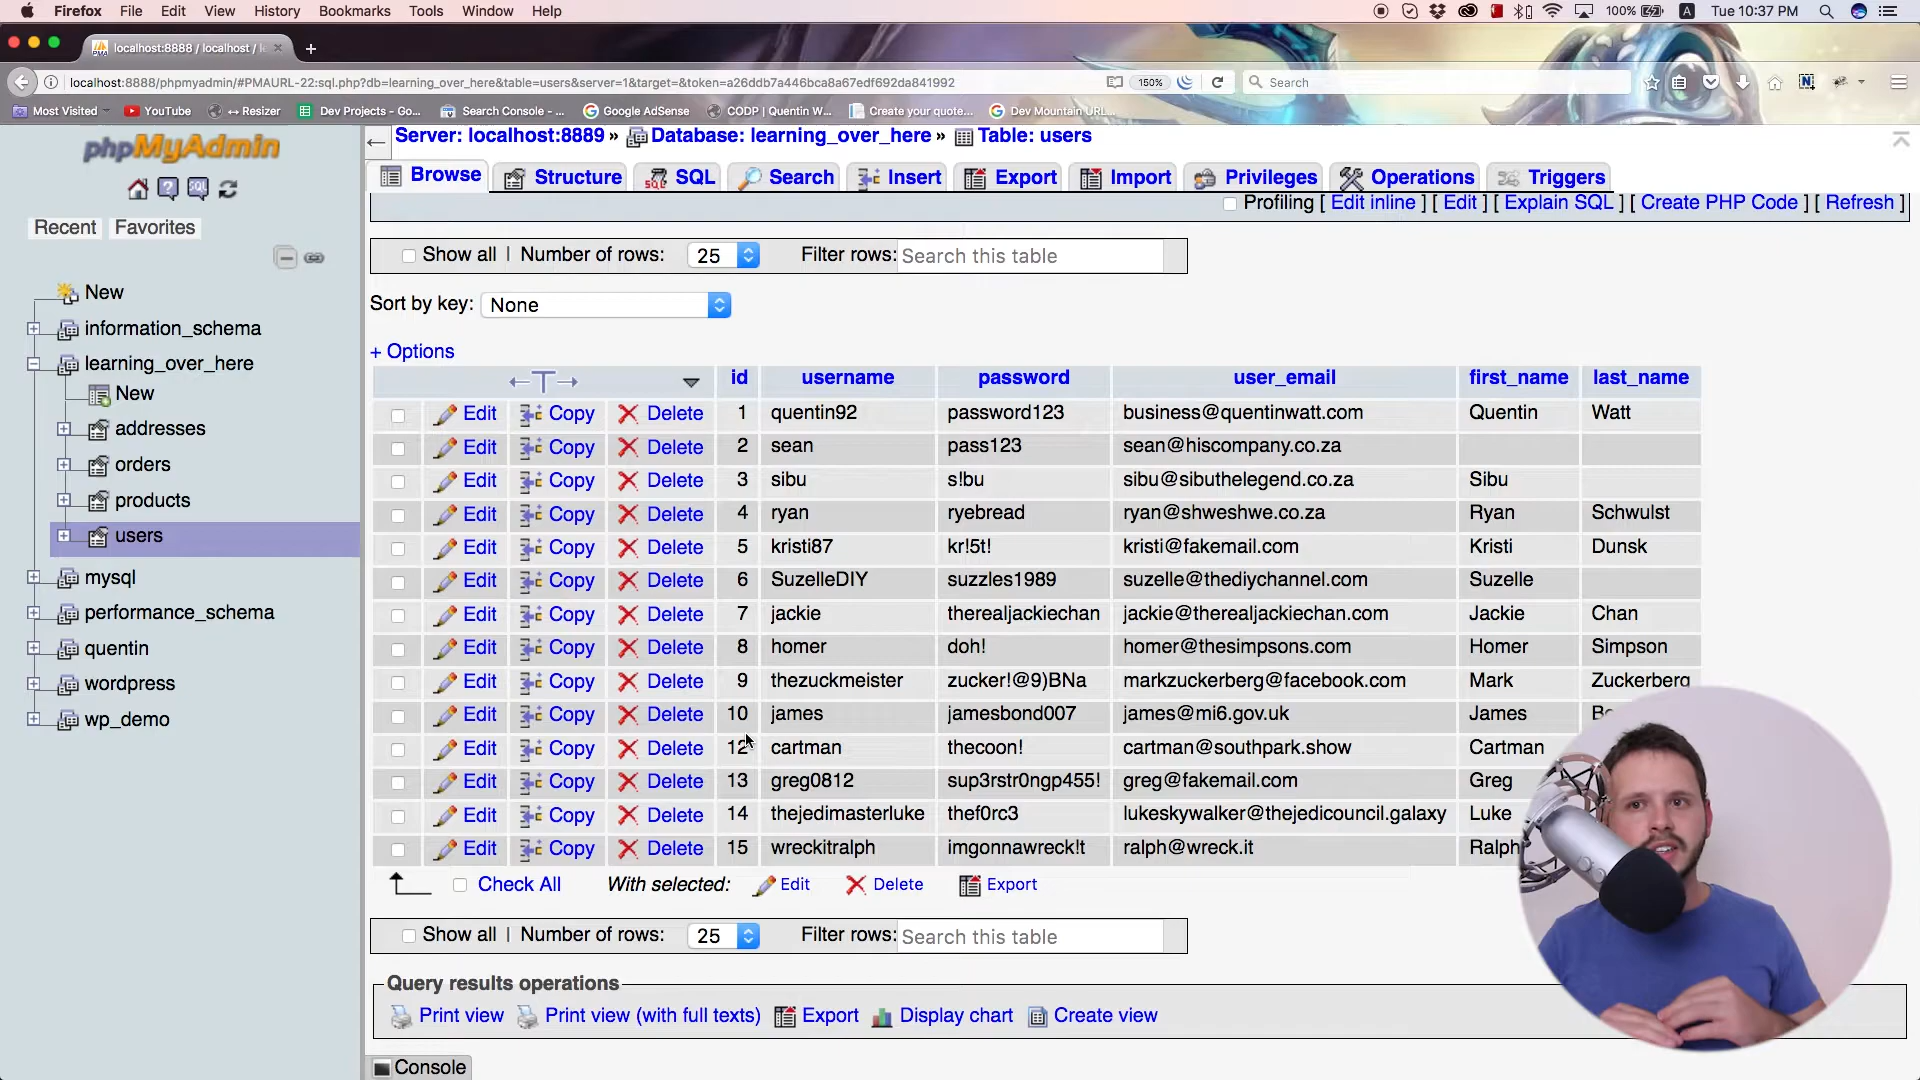 Firefox File Edit View History Bookmarks Tools Window Help 100% A Tue 10:37 PM
localhost:8888 / localhost / l
localhost:8888/phpmyadmin/#PMAURL-22:sql.php?db=learning_over_here&table=users&server=1&target=&token=a26ddb7a446bca8a67edf692da841992 150% Search
Most Visited YouTube ↔ Resizer Dev Projects - Go... Search Console - ... Google AdSense CODP | Quentin W... Create your quote... Dev Mountain URL...
phpMyAdmin
Recent Favorites
New
information_schema
learning_over_here
New
addresses
orders
products
users
mysql
performance_schema
quentin
wordpress
wp_demo
Server: localhost:8889 » Database: learning_over_here » Table: users
Browse Structure SQL Search Insert Export Import Privileges Operations Triggers
Profiling [ Edit inline ] [ Edit ] [ Explain SQL ] [ Create PHP Code ] [ Refresh ]
Show all | Number of rows: 25 Filter rows: Search this table
Sort by key: None
+ Options
←T→ id username password user_email first_name last_name
Edit Copy Delete 1 quentin92 password123 business@quentinwatt.com Quentin Watt
Edit Copy Delete 2 sean pass123 sean@hiscompany.co.za
Edit Copy Delete 3 sibu s!bu sibu@sibuthelegend.co.za Sibu
Edit Copy Delete 4 ryan ryebread ryan@shweshwe.co.za Ryan Schwulst
Edit Copy Delete 5 kristi87 kr!5t! kristi@fakemail.com Kristi Dunsk
Edit Copy Delete 6 SuzelleDIY suzzles1989 suzelle@thediychannel.com Suzelle
Edit Copy Delete 7 jackie therealjackiechan jackie@therealjackiechan.com Jackie Chan
Edit Copy Delete 8 homer doh! homer@thesimpsons.com Homer Simpson
Edit Copy Delete 9 thezuckmeister zucker!@9)BNa markzuckerberg@facebook.com Mark Zuckerberg
Edit Copy Delete 10 james jamesbond007 james@mi6.gov.uk James
Edit Copy Delete 12 cartman thecoon! cartman@southpark.show Cartman
Edit Copy Delete 13 greg0812 sup3rstr0ngp455! greg@fakemail.com Greg
Edit Copy Delete 14 thejedimasterluke thef0rc3 lukeskywalker@thejedicouncil.galaxy Luke
Edit Copy Delete 15 wreckitralph imgonnawreck!t ralph@wreck.it Ralph
Check All With selected: Edit Delete Export
Show all | Number of rows: 25 Filter rows: Search this table
Query results operations
Print view Print view (with full texts) Export Display chart Create view
Console